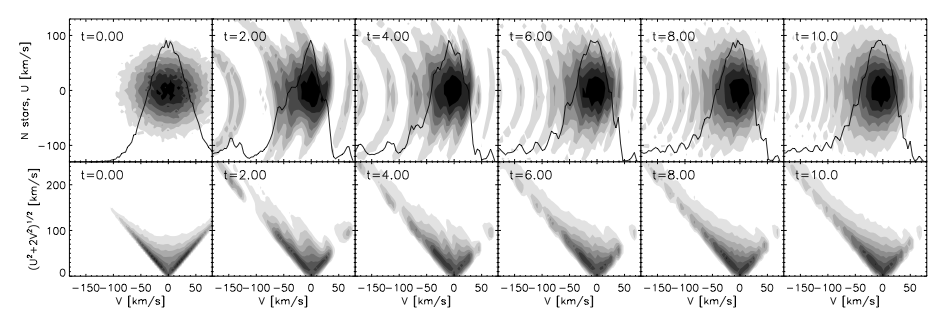 N stars, U [km/s]
100
0
−100
t=0.00
t=2.00
t=4.00
t=6.00
t=8.00
t=10.0
(U²+2V²)^1/2 [km/s]
200
100
0
t=0.00
t=2.00
t=4.00
t=6.00
t=8.00
t=10.0
−150 −100 −50 0 50 −150 −100 −50 0 50 −150 −100 −50 0 50 −150 −100 −50 0 50 −150 −100 −50 0 50 −150 −100 −50 0 50
V [km/s] V [km/s] V [km/s] V [km/s] V [km/s] V [km/s]